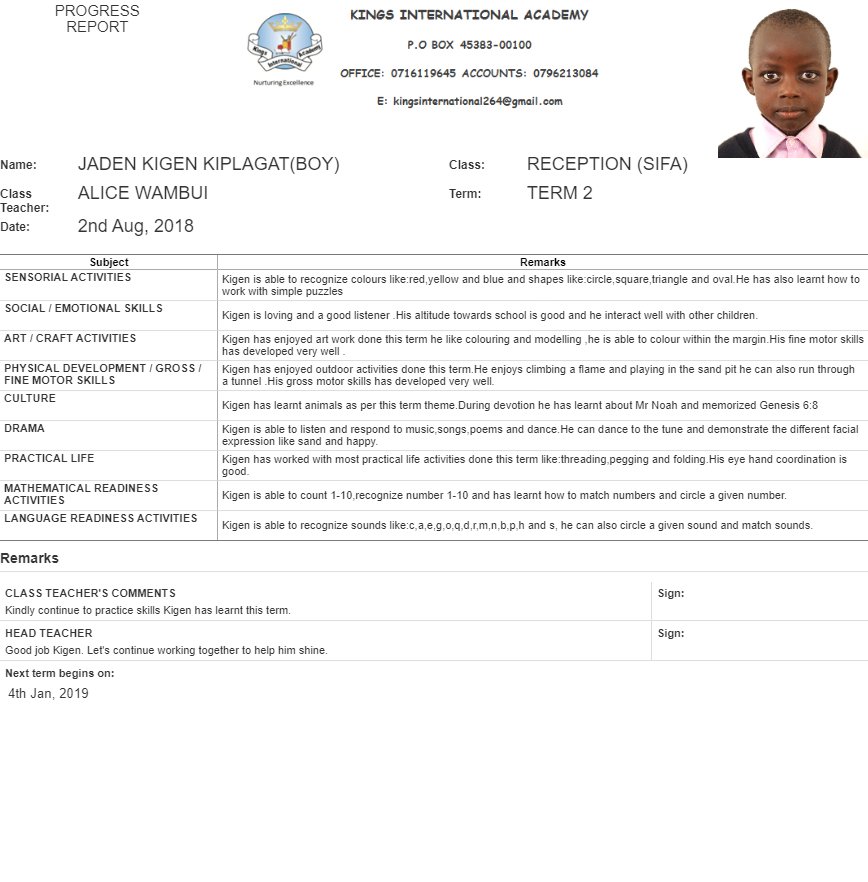 PROGRESS
REPORT
KINGS INTERNATIONAL ACADEMY
P.O BOX 45383-00100
OFFICE: 0716119645 ACCOUNTS: 0796213084
E: kingsinternational264@gmail.com
Kings Academy
International
Nurturing Excellence
Name: JADEN KIGEN KIPLAGAT(BOY) Class: RECEPTION (SIFA)
Class Teacher: ALICE WAMBUI Term: TERM 2
Date: 2nd Aug, 2018
Subject Remarks
SENSORIAL ACTIVITIES
Kigen is able to recognize colours like:red,yellow and blue and shapes like:circle,square,triangle and oval.He has also learnt how to
work with simple puzzles
SOCIAL / EMOTIONAL SKILLS
Kigen is loving and a good listener .His altitude towards school is good and he interact well with other children.
ART / CRAFT ACTIVITIES
Kigen has enjoyed art work done this term he like colouring and modelling ,he is able to colour within the margin.His fine motor skills
has developed very well .
PHYSICAL DEVELOPMENT / GROSS /
FINE MOTOR SKILLS
Kigen has enjoyed outdoor activities done this term.He enjoys climbing a flame and playing in the sand pit he can also run through
a tunnel .His gross motor skills has developed very well.
CULTURE
Kigen has learnt animals as per this term theme.During devotion he has learnt about Mr Noah and memorized Genesis 6:8
DRAMA
Kigen is able to listen and respond to music,songs,poems and dance.He can dance to the tune and demonstrate the different facial
expression like sand and happy.
PRACTICAL LIFE
Kigen has worked with most practical life activities done this term like:threading,pegging and folding.His eye hand coordination is
good.
MATHEMATICAL READINESS
ACTIVITIES
Kigen is able to count 1-10,recognize number 1-10 and has learnt how to match numbers and circle a given number.
LANGUAGE READINESS ACTIVITIES
Kigen is able to recognize sounds like:c,a,e,g,o,q,d,r,m,n,b,p,h and s, he can also circle a given sound and match sounds.
Remarks
CLASS TEACHER'S COMMENTS Sign:
Kindly continue to practice skills Kigen has learnt this term.
HEAD TEACHER Sign:
Good job Kigen. Let's continue working together to help him shine.
Next term begins on:
4th Jan, 2019